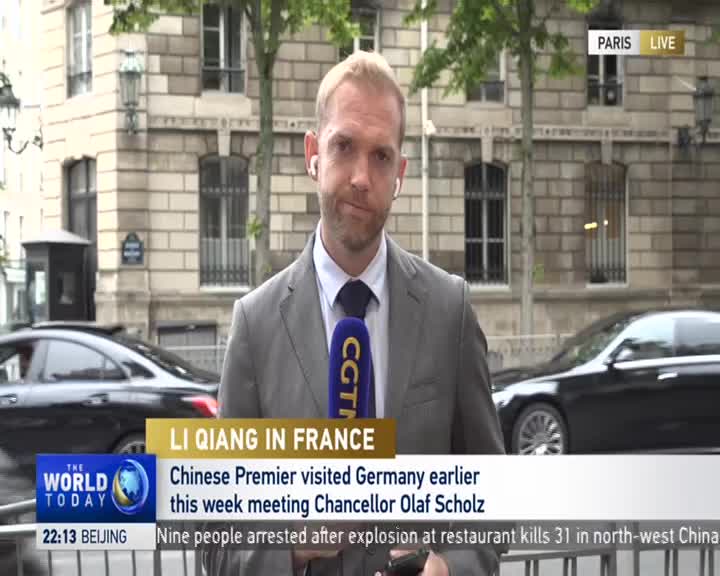 PARIS LIVE
CGTN
LI QIANG IN FRANCE
THE WORLD TODAY
Chinese Premier visited Germany earlier
this week meeting Chancellor Olaf Scholz
22:13 BEIJING
Nine people arrested after explosion at restaurant kills 31 in north-west China